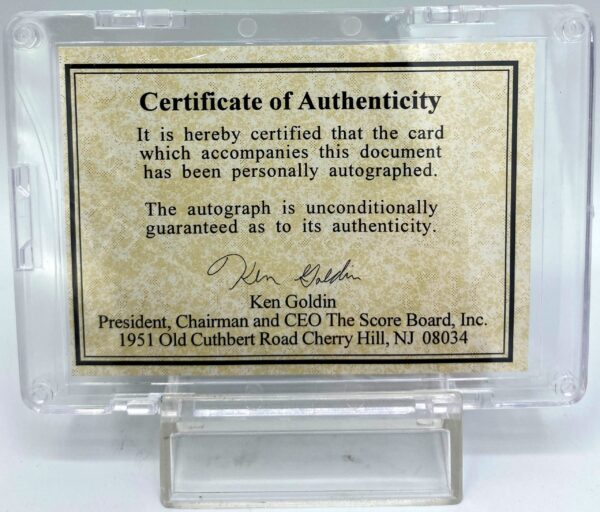 Certificate of Authenticity
It is hereby certified that the card
which accompanies this document
has been personally autographed.
The autograph is unconditionally
guaranteed as to its authenticity.
Ken Goldin
Ken Goldin
President, Chairman and CEO The Score Board, Inc.
1951 Old Cuthbert Road Cherry Hill, NJ 08034